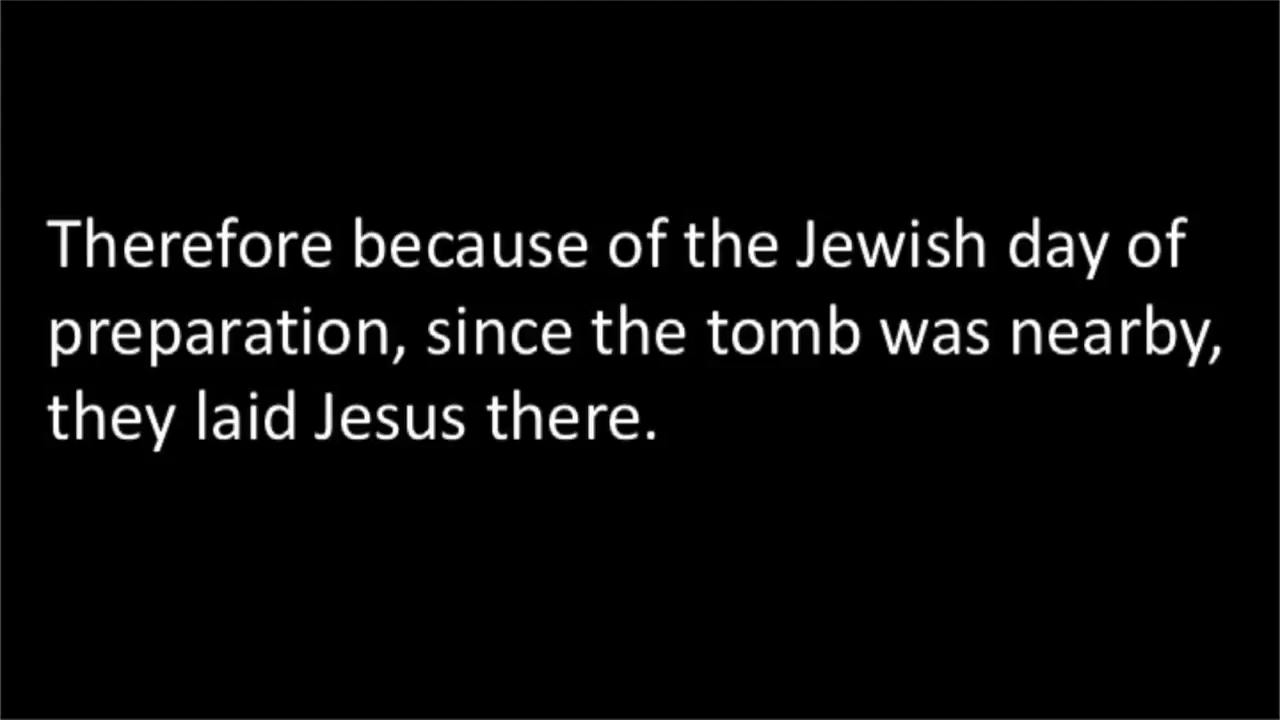 Therefore because of the Jewish day of
preparation, since the tomb was nearby,
they laid Jesus there.